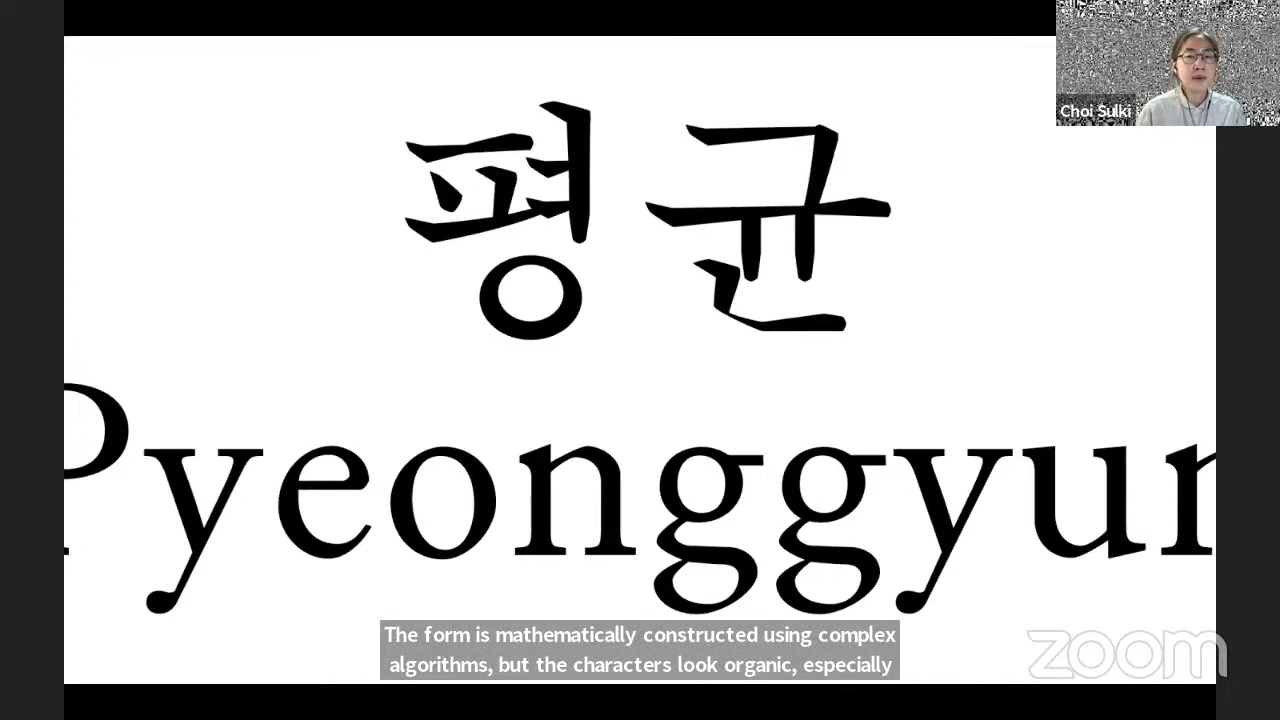 Choi Sulki
평균
Pyeonggyun
The form is mathematically constructed using complex
algorithms, but the characters look organic, especially
zoom